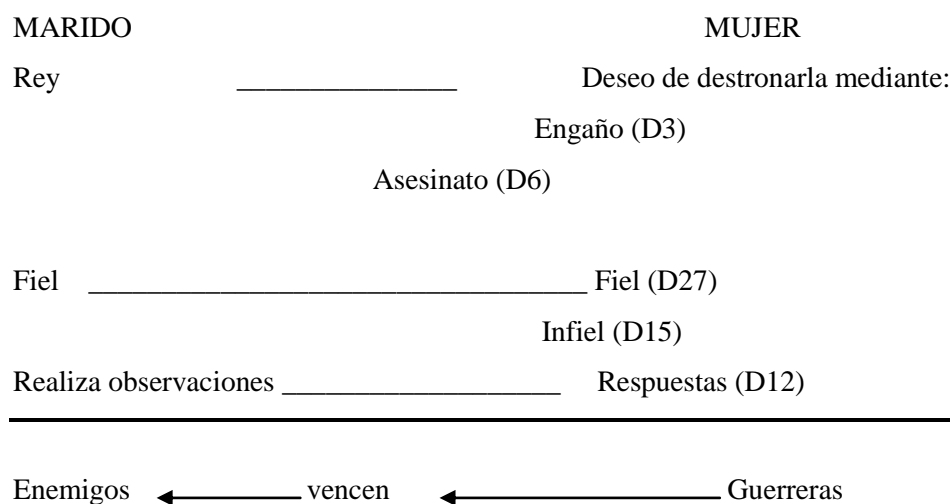 MARIDO MUJER
Rey _______________ Deseo de destronarla mediante:
Engaño (D3)
Asesinato (D6)
Fiel __________________________________ Fiel (D27)
Infiel (D15)
Realiza observaciones ___________________ Respuestas (D12)
Enemigos vencen Guerreras